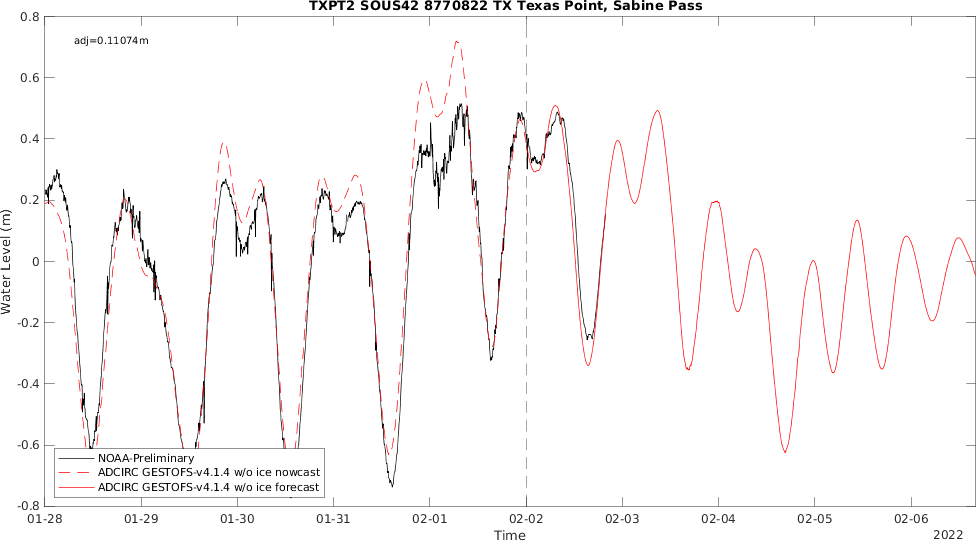 TXPT2 SOUS42 8770822 TX Texas Point, Sabine Pass
adj=0.11074m
0.8
0.6
0.4
0.2
0
-0.2
-0.4
-0.6
-0.8
Water Level (m)
NOAA-Preliminary
ADCIRC GESTOFS-v4.1.4 w/o ice nowcast
ADCIRC GESTOFS-v4.1.4 w/o ice forecast
01-28 01-29 01-30 01-31 02-01 02-02 02-03 02-04 02-05 02-06
Time
2022